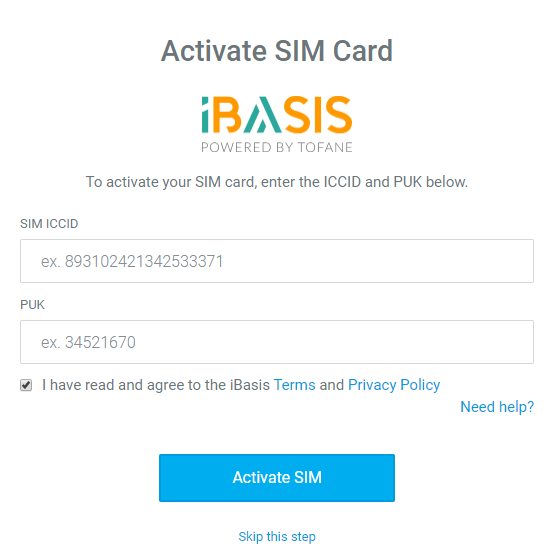 Activate SIM Card
iBASIS
POWERED BY TOFANE
To activate your SIM card, enter the ICCID and PUK below.
SIM ICCID
ex. 893102421342533371
PUK
ex. 34521670
I have read and agree to the iBasis Terms and Privacy Policy
Need help?
Activate SIM
Skip this step